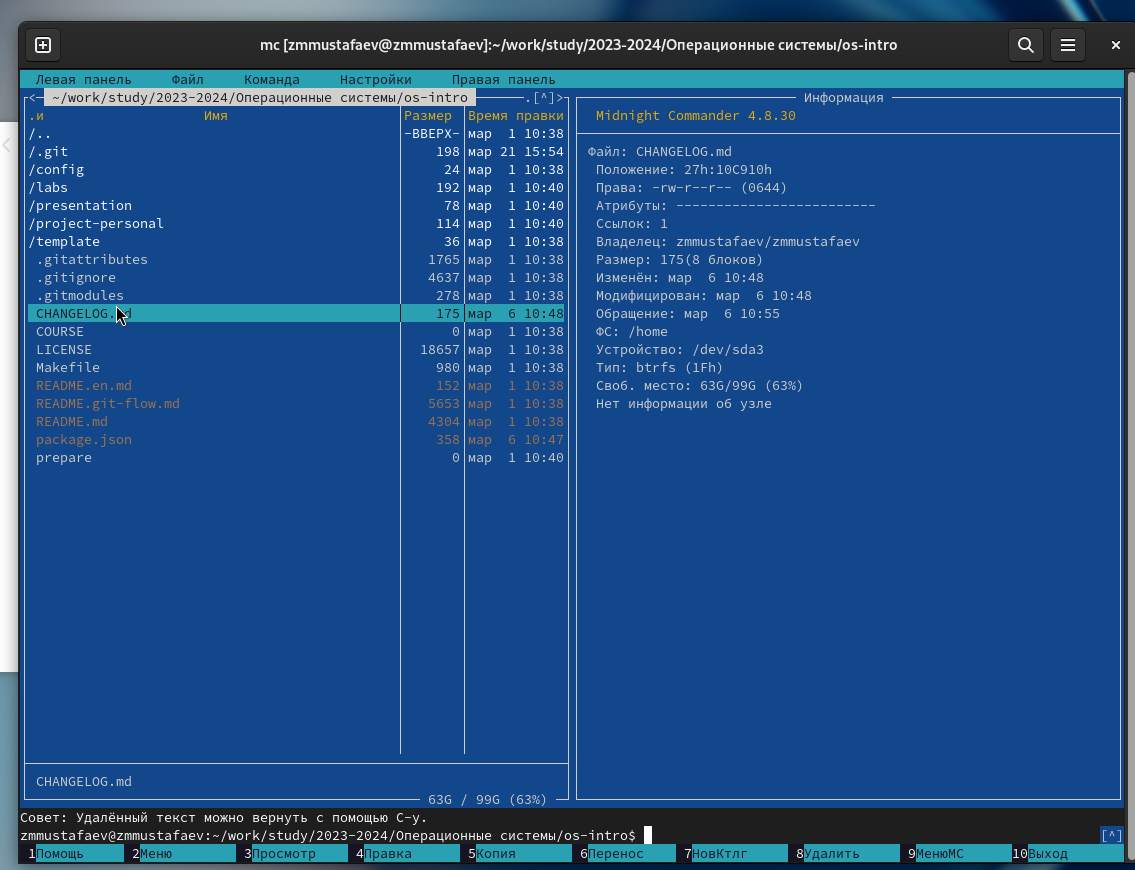 mc [zmmustafaev@zmmustafaev]:~/work/study/2023-2024/Операционные системы/os-intro
Левая панель Файл Команда Настройки Правая панель
<─ ~/work/study/2023-2024/Операционные системы/os-intro .[^]>
.и Имя Размер Время правки
/.. -ВВЕРХ- мар 1 10:38
/.git 198 мар 21 15:54
/config 24 мар 1 10:38
/labs 192 мар 1 10:40
/presentation 78 мар 1 10:40
/project-personal 114 мар 1 10:40
/template 36 мар 1 10:38
.gitattributes 1765 мар 1 10:38
.gitignore 4637 мар 1 10:38
.gitmodules 278 мар 1 10:38
CHANGELOG.md 175 мар 6 10:48
COURSE 0 мар 1 10:38
LICENSE 18657 мар 1 10:38
Makefile 980 мар 1 10:38
README.en.md 152 мар 1 10:38
README.git-flow.md 5653 мар 1 10:38
README.md 4304 мар 1 10:38
package.json 358 мар 6 10:47
prepare 0 мар 1 10:40
CHANGELOG.md
63G / 99G (63%)
Информация
Midnight Commander 4.8.30
Файл: CHANGELOG.md
Положение: 27h:10C910h
Права: -rw-r--r-- (0644)
Атрибуты: -------------------------
Ссылок: 1
Владелец: zmmustafaev/zmmustafaev
Размер: 175(8 блоков)
Изменён: мар 6 10:48
Модифицирован: мар 6 10:48
Обращение: мар 6 10:55
ФС: /home
Устройство: /dev/sda3
Тип: btrfs (1Fh)
Своб. место: 63G/99G (63%)
Нет информации об узле
Совет: Удалённый текст можно вернуть с помощью C-y.
zmmustafaev@zmmustafaev:~/work/study/2023-2024/Операционные системы/os-intro$ [^]
1Помощь 2Меню 3Просмотр 4Правка 5Копия 6Перенос 7НовКтлг 8Удалить 9МенюMC 10Выход